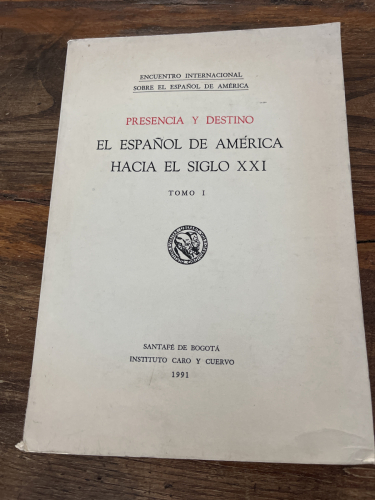 ENCUENTRO INTERNACIONAL
SOBRE EL ESPAÑOL DE AMÉRICA
PRESENCIA Y DESTINO
EL ESPAÑOL DE AMÉRICA
HACIA EL SIGLO XXI
TOMO I
SANTAFÉ DE BOGOTÁ
INSTITUTO CARO Y CUERVO
1991